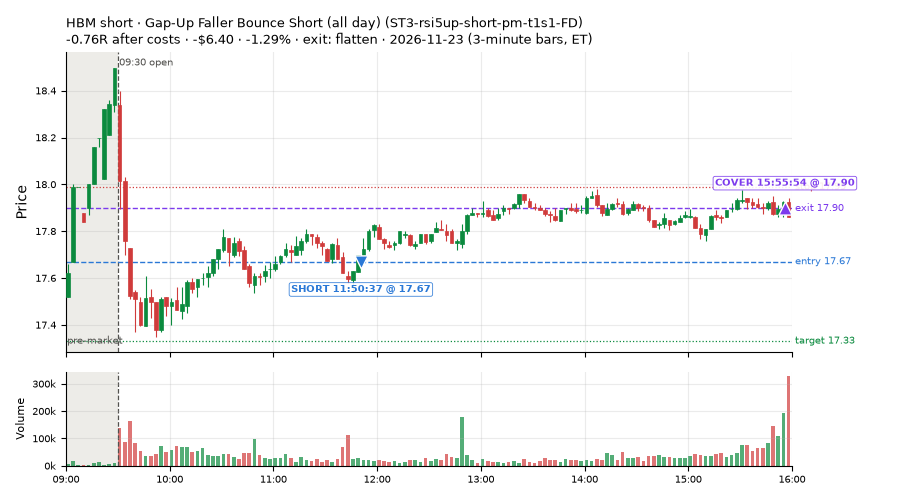 HBM short · Gap-Up Faller Bounce Short (all day) (ST3-rsi5up-short-pm-t1s1-FD)
-0.76R after costs · -$6.40 · -1.29% · exit: flatten · 2026-11-23 (3-minute bars, ET)
09:30 open
18.4
18.2
18.0
17.8
17.6
17.4
Price
COVER 15:55:54 @ 17.90
exit 17.90
entry 17.67
SHORT 11:50:37 @ 17.67
pre-market
target 17.33
300k
200k
100k
0k
Volume
09:00
10:00
11:00
12:00
13:00
14:00
15:00
16:00